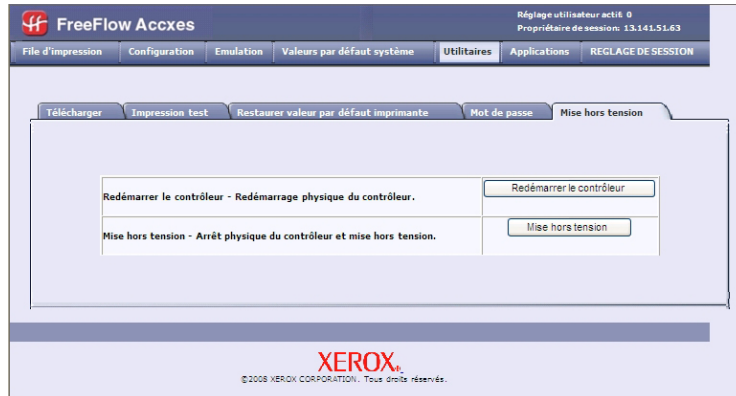 FreeFlow Accxes
Réglage utilisateur actif: 0
Propriétaire de session: 13.141.51.63
File d'impression Configuration Emulation Valeurs par défaut système Utilitaires Applications REGLAGE DE SESSION
Télécharger Impression test Restaurer valeur par défaut imprimante Mot de passe Mise hors tension
Redémarrer le contrôleur - Redémarrage physique du contrôleur. Redémarrer le contrôleur
Mise hors tension - Arrêt physique du contrôleur et mise hors tension. Mise hors tension
XEROX®
©2008 XEROX CORPORATION. Tous droits réservés.